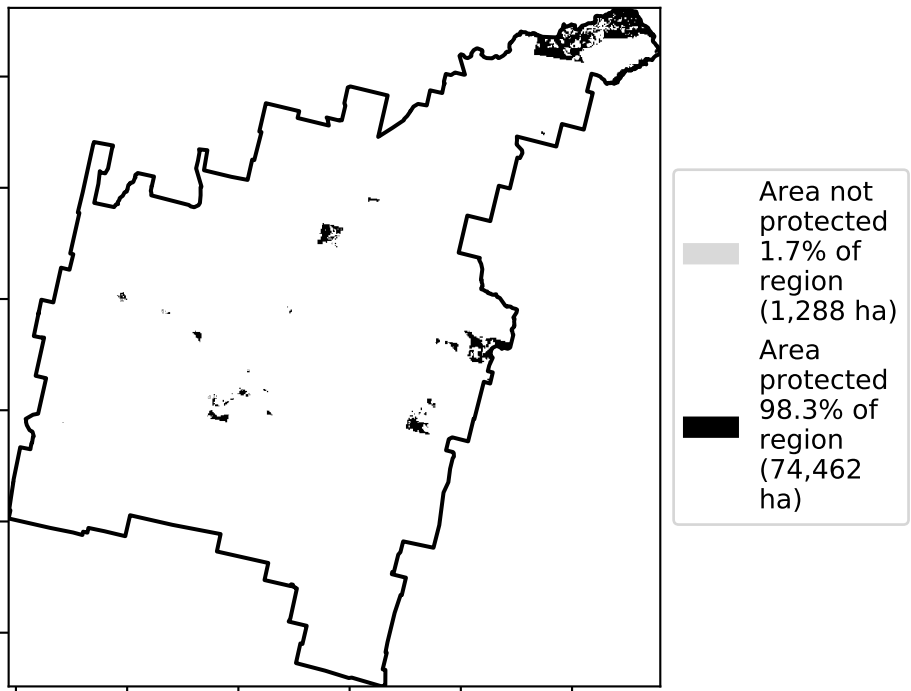 Area not
protected
1.7% of
region
(1,288 ha)
Area
protected
98.3% of
region
(74,462
ha)